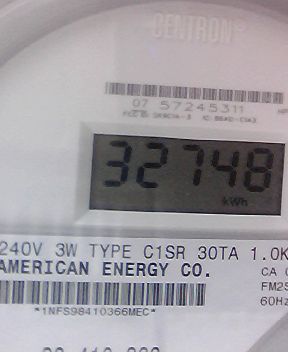 CENTRON®
07 57245311
32748
kWh
240V 3W TYPE C1SR 30TA 1.0K
AMERICAN ENERGY CO.
CA
FM2S
60Hz
*1NFS98410366MEC*